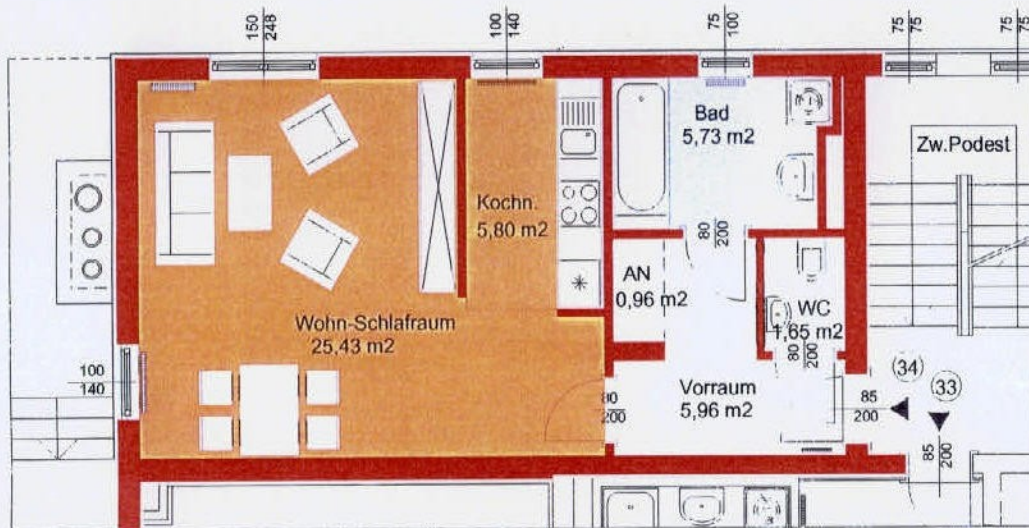 150
248
100
140
75
100
75
75
75
75
Bad
5,73 m2
Zw.Podest
Kochn.
5,80 m2
80
200
AN
0,96 m2
WC
1,65 m2
Wohn-Schlafraum
25,43 m2
80
200
100
140
Vorraum
5,96 m2
80
200
85
200
34
33
85
200